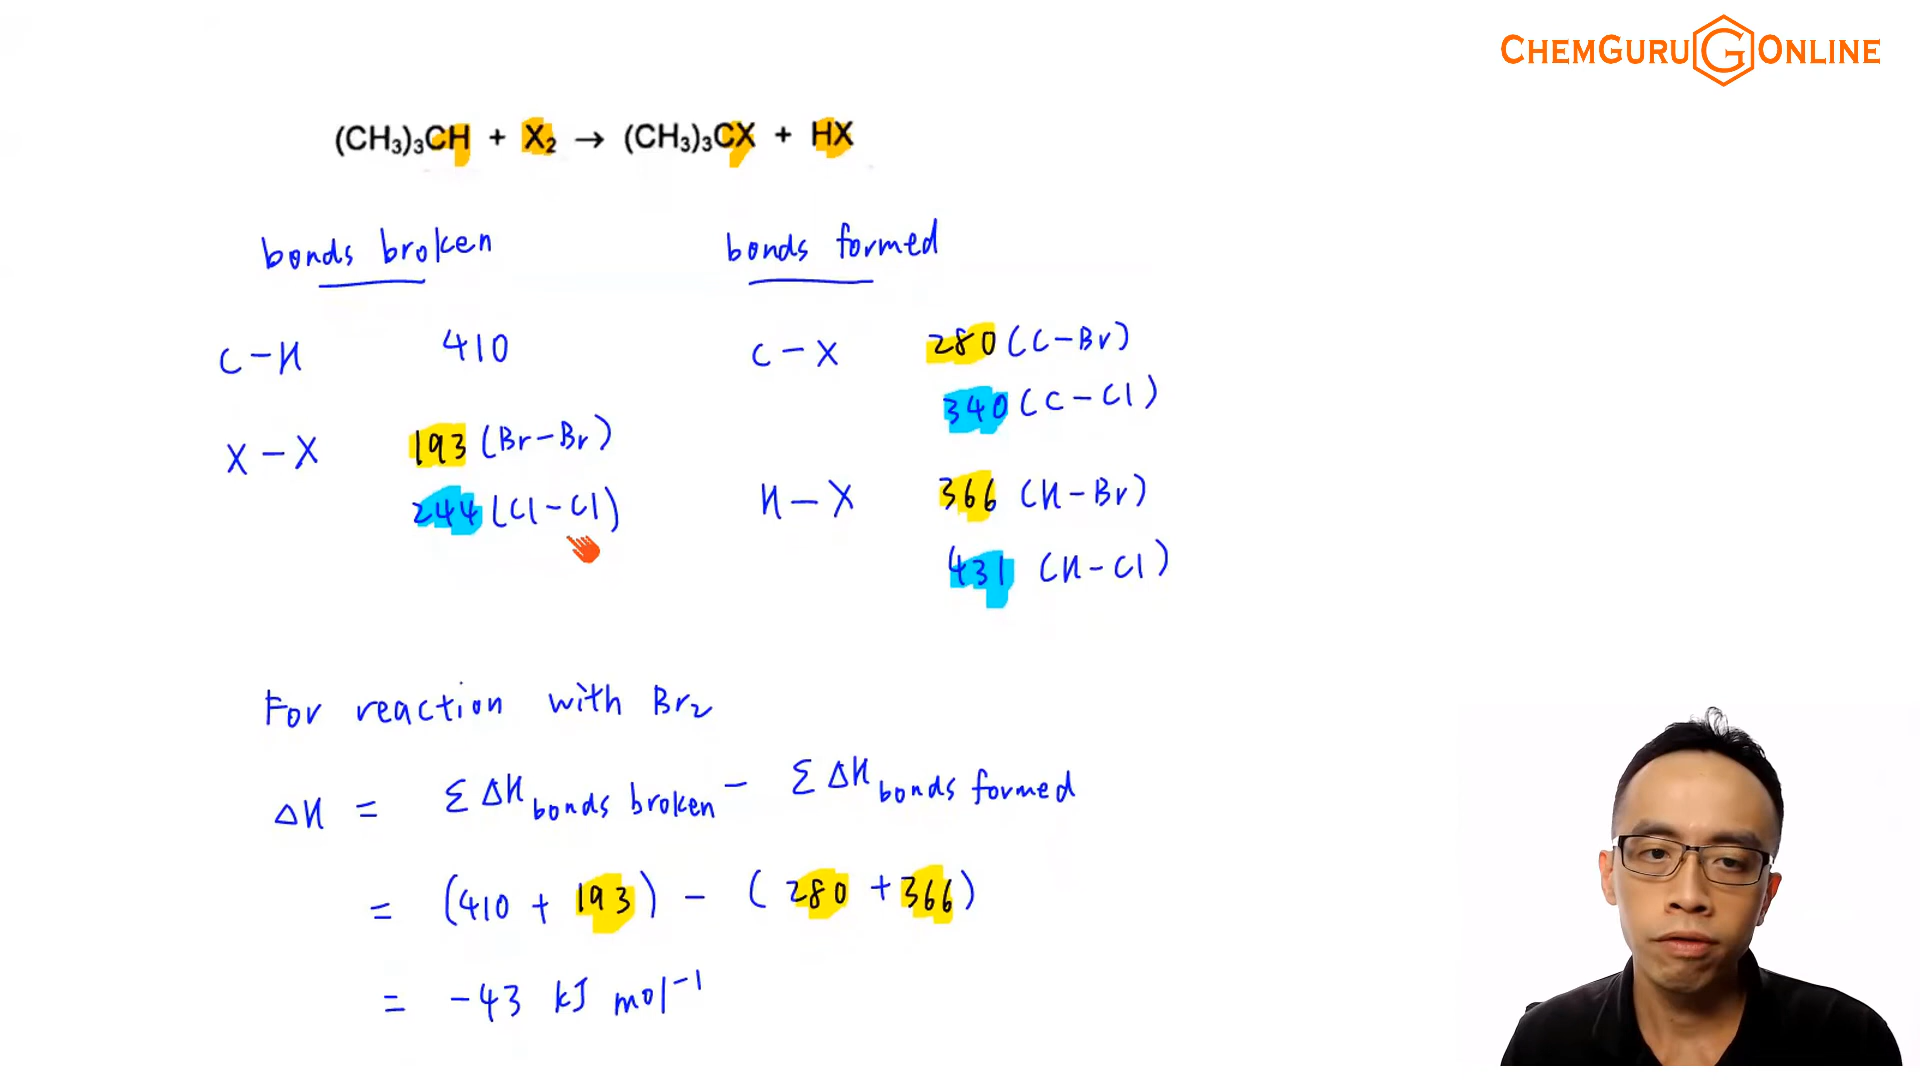 CHEMGURU G ONLINE
(CH₃)₃CH + X₂ → (CH₃)₃CX + HX
bonds broken
bonds formed
C-H 410
C-X 280 (C-Br)
340 (C-Cl)
X-X 193 (Br-Br)
244 (Cl-Cl)
H-X 366 (H-Br)
431 (H-Cl)
For reaction with Br₂
ΔH = Σ ΔH bonds broken - Σ ΔH bonds formed
= (410 + 193) - (280 + 366)
= -43 kJ mol⁻¹